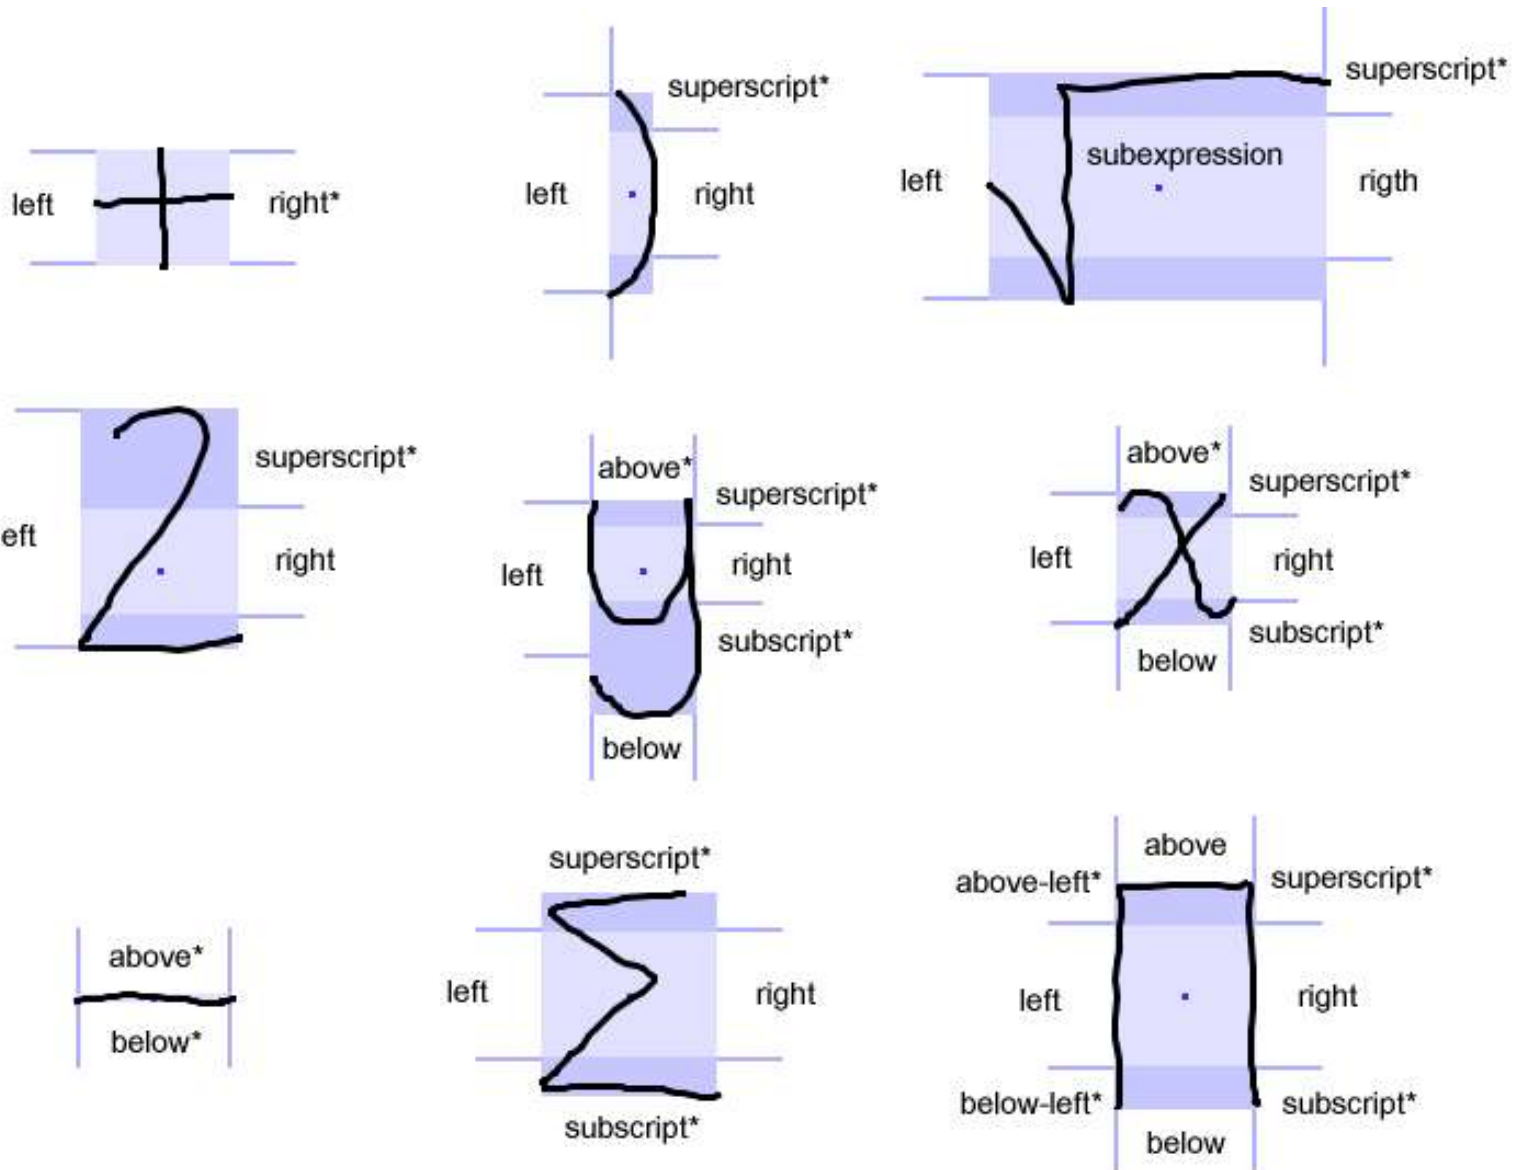 left + right*
superscript*
left ) right
superscript*
subexpression
left √ rigth
superscript*
eft 2 right
above*
superscript*
left y right
subscript*
below
above*
superscript*
left x right
subscript*
below
above*
below*
superscript*
left Σ right
subscript*
above
above-left* superscript*
left Π right
below-left* subscript*
below